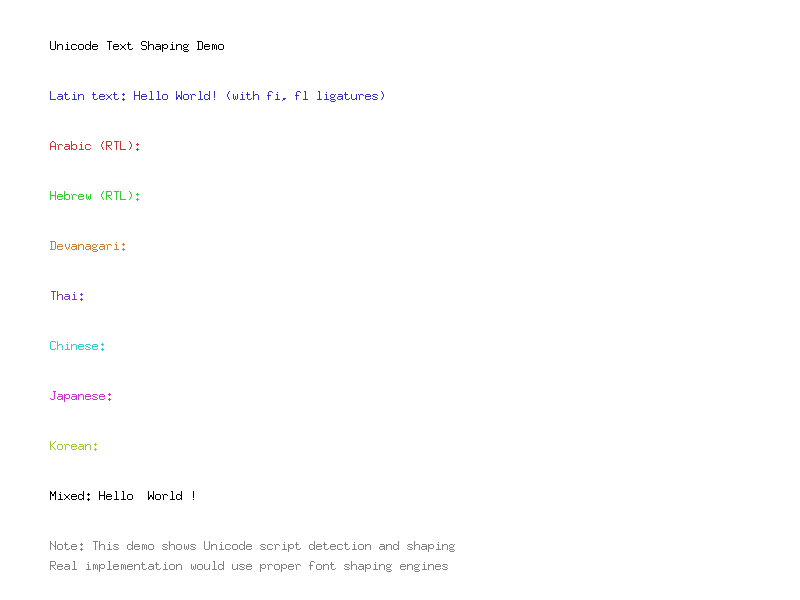 Unicode Text Shaping Demo
Latin text: Hello World! (with fi, fl ligatures)
Arabic (RTL):
Hebrew (RTL):
Devanagari:
Thai:
Chinese:
Japanese:
Korean:
Mixed: Hello  World !
Note: This demo shows Unicode script detection and shaping
Real implementation would use proper font shaping engines